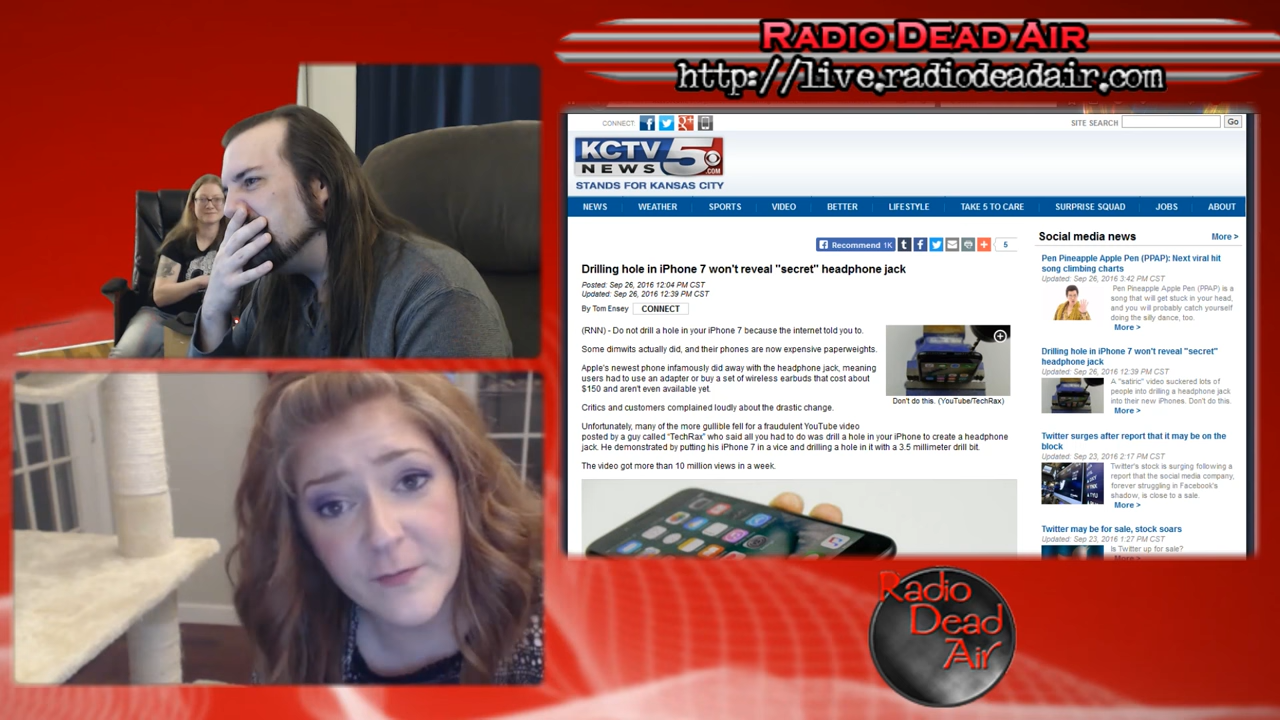 RADIO DEAD AIR
http://live.radiodeadair.com
CONNECT:
SITE SEARCH
Go
KCTV
5
NEWS
.COM
STANDS FOR KANSAS CITY
NEWS WEATHER SPORTS VIDEO BETTER LIFESTYLE TAKE 5 TO CARE SURPRISE SQUAD JOBS ABOUT
Recommend 1K
5
Drilling hole in iPhone 7 won't reveal "secret" headphone jack
Posted: Sep 26, 2016 12:04 PM CST
Updated: Sep 26, 2016 12:39 PM CST
By Tom Ensey CONNECT
(RNN) - Do not drill a hole in your iPhone 7 because the internet told you to.
Some dimwits actually did, and their phones are now expensive paperweights.
Apple's newest phone infamously did away with the headphone jack, meaning
users had to use an adapter or buy a set of wireless earbuds that cost about
$150 and aren't even available yet.
Don't do this. (YouTube/TechRax)
Critics and customers complained loudly about the drastic change.
Unfortunately, many of the more gullible fell for a fraudulent YouTube video
posted by a guy called "TechRax" who said all you had to do was drill a hole in your iPhone to create a headphone
jack. He demonstrated by putting his iPhone 7 in a vice and drilling a hole in it with a 3.5 millimeter drill bit.
The video got more than 10 million views in a week.
Social media news
More >
Pen Pineapple Apple Pen (PPAP): Next viral hit
song climbing charts
Updated: Sep 26, 2016 3:42 PM CST
Pen Pineapple Apple Pen (PPAP) is a
song that will get stuck in your head,
and you will probably catch yourself
doing the silly dance, too.
More >
Drilling hole in iPhone 7 won't reveal "secret"
headphone jack
Updated: Sep 26, 2016 12:39 PM CST
A "satiric" video suckered lots of
people into drilling a headphone jack
into their new iPhones. Don't do this.
More >
Twitter surges after report that it may be on the
block
Updated: Sep 23, 2016 2:17 PM CST
Twitter's stock is surging following a
report that the social media company,
forever struggling in Facebook's
shadow, is close to a sale.
More >
Twitter may be for sale, stock soars
Updated: Sep 23, 2016 1:27 PM CST
Is Twitter up for sale?
More >
Radio
Dead
Air